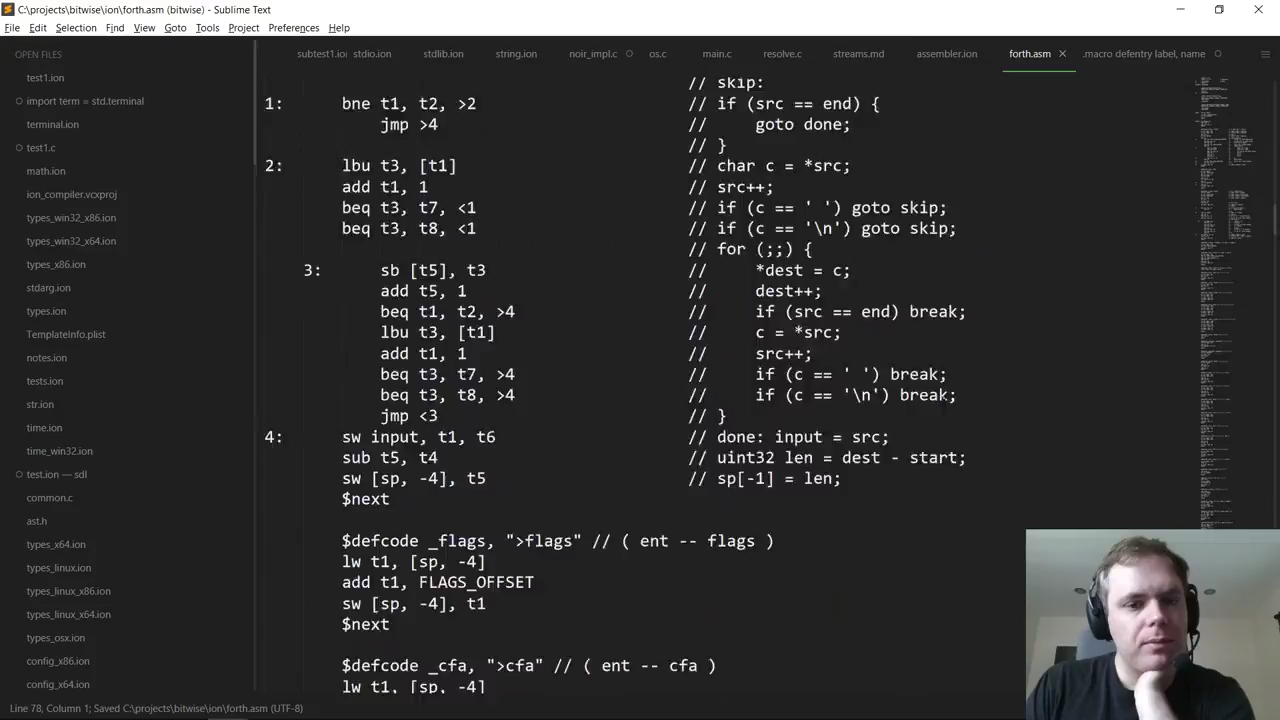 C:\projects\bitwise\ion\forth.asm (bitwise) - Sublime Text
File Edit Selection Find View Goto Tools Project Preferences Help
OPEN FILES
test1.ion
import term = std.terminal
terminal.ion
test1.c
math.ion
ion_compiler.vcxproj
types_win32_x86.ion
types_win32_x64.ion
types_x86.ion
stdarg.ion
types.ion
TemplateInfo.plist
notes.ion
tests.ion
str.ion
time.ion
time_win32.ion
test.ion — sdl
common.c
ast.h
types_x64.ion
types_linux.ion
types_linux_x86.ion
types_linux_x64.ion
types_osx.ion
config_x86.ion
config_x64.ion
subtest1.io stdio.ion stdlib.ion string.ion noir_impl.c os.c main.c resolve.c streams.md assembler.ion forth.asm .macro defentry label, name
// skip:
1: bne t1, t2, >2 // if (src == end) {
jmp >4 // goto done;
// }
2: lbu t3, [t1] // char c = *src;
add t1, 1 // src++;
beq t3, t7, <1 // if (c == ' ') goto skip;
beq t3, t8, <1 // if (c == '\n') goto skip;
// for (;;) {
3: sb [t5], t3 // *dest = c;
add t5, 1 // dest++;
beq t1, t2, >4 // if (src == end) break;
lbu t3, [t1] // c = *src;
add t1, 1 // src++;
beq t3, t7, >4 // if (c == ' ') break;
beq t3, t8, >4 // if (c == '\n') break;
jmp <3 // }
4: sw input, t1, t6 // done: input = src;
sub t5, t4 // uint32 len = dest - start;
sw [sp, -4], t5 // sp[-1] = len;
$next
$defcode _flags, ">flags" // ( ent -- flags )
lw t1, [sp, -4]
add t1, FLAGS_OFFSET
sw [sp, -4], t1
$next
$defcode _cfa, ">cfa" // ( ent -- cfa )
lw t1, [sp, -4]
Line 78, Column 1; Saved C:\projects\bitwise\ion\forth.asm (UTF-8)